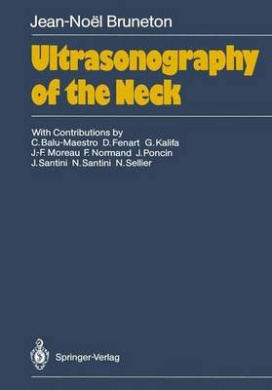 Jean-Noël Bruneton
Ultrasonography
of the Neck
With Contributions by
C. Balu-Maestro D. Fenart G. Kalifa
J.-F. Moreau F. Normand J. Poncin
J. Santini N. Santini N. Sellier
Springer-Verlag